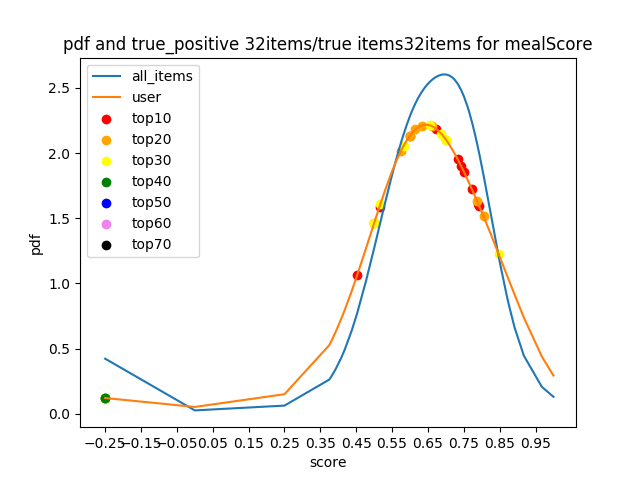 pdf and true_positive 32items/true items32items for mealScore
all_items
user
top10
top20
top30
top40
top50
top60
top70
pdf
2.5
2.0
1.5
1.0
0.5
0.0
−0.25 −0.15 −0.05 0.05 0.15 0.25 0.35 0.45 0.55 0.65 0.75 0.85 0.95
score